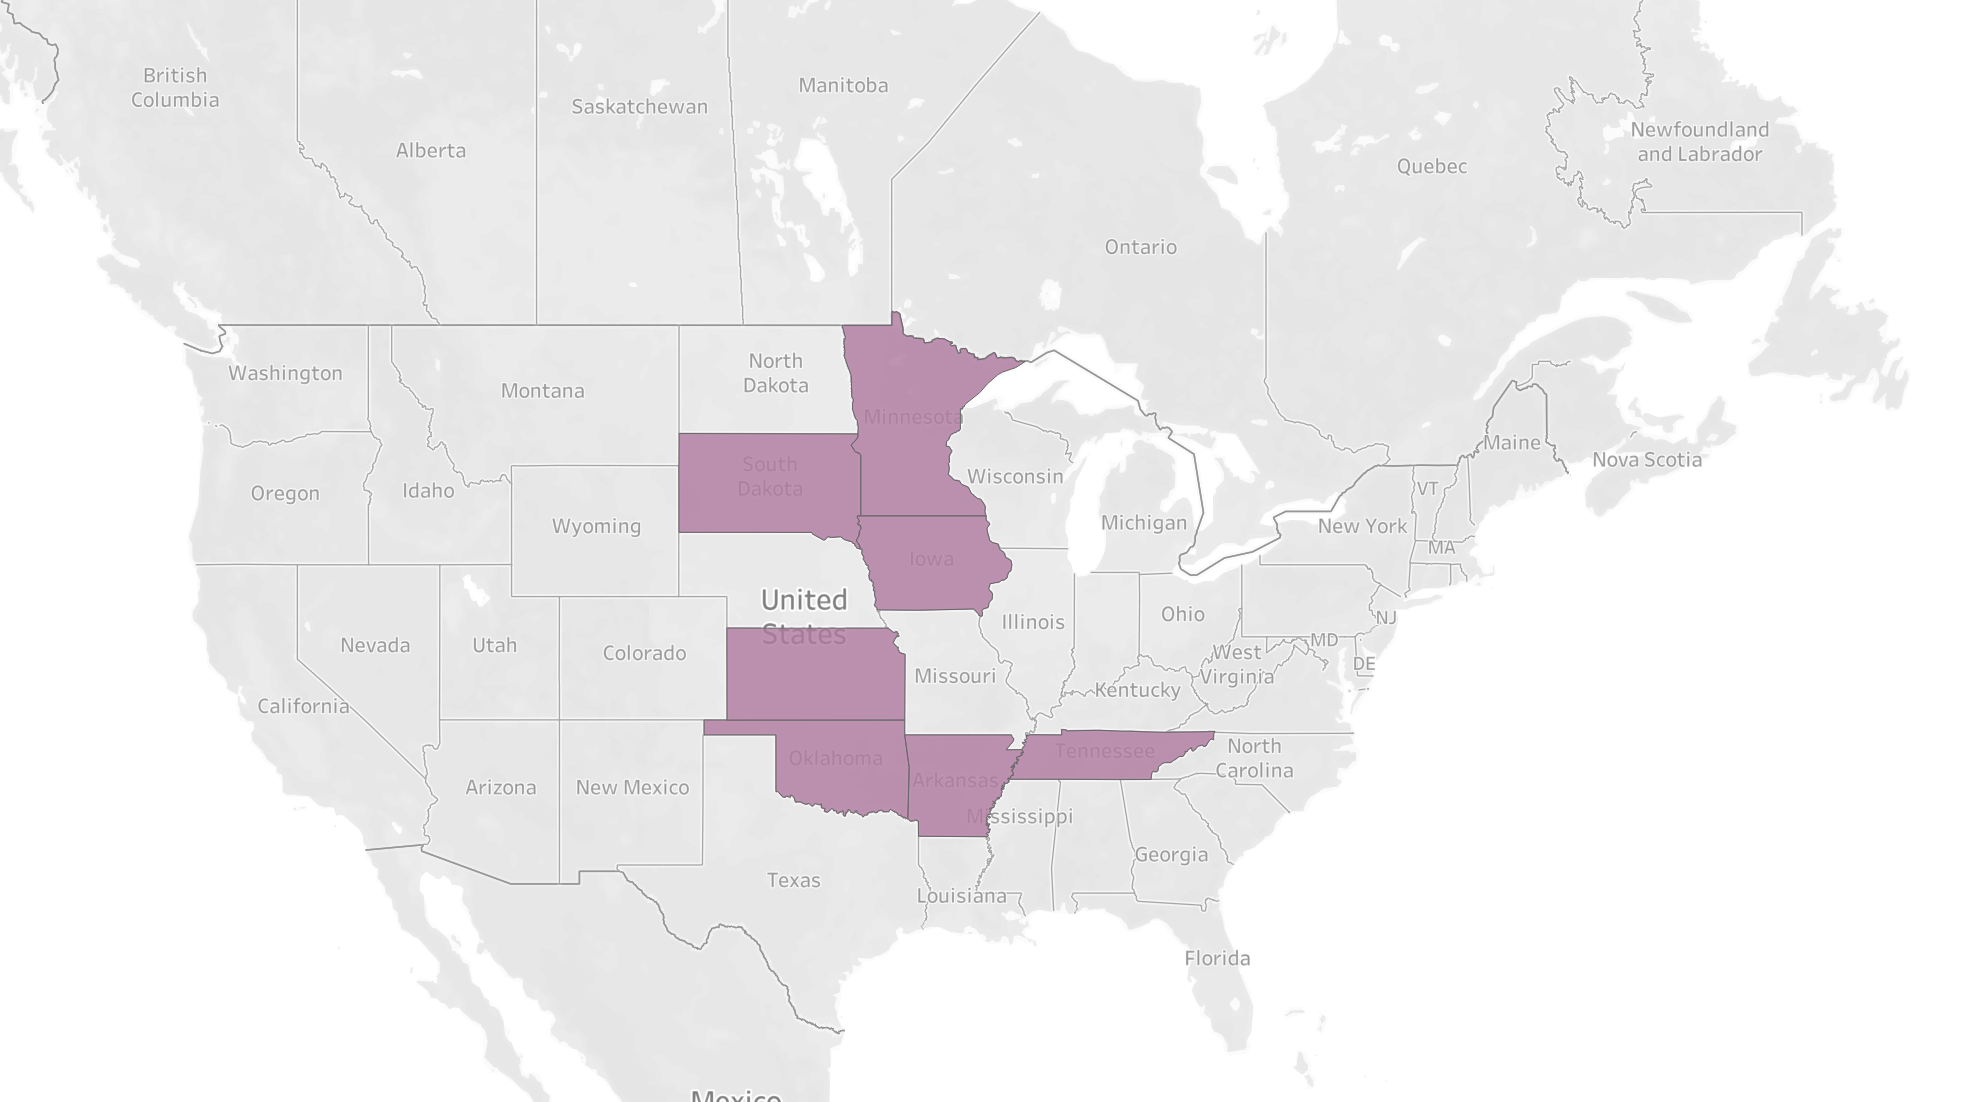 British
Columbia
Alberta
Saskatchewan
Manitoba
Ontario
Quebec
Newfoundland
and Labrador
Washington
Montana
North
Dakota
Minnesota
Maine
Nova Scotia
Oregon
Idaho
South
Dakota
Wisconsin
VT
Wyoming
Michigan
New York
MA
Iowa
United
States
Illinois
Ohio
NJ
Nevada
Utah
Colorado
Missouri
West
Virginia
MD
DE
California
Kentucky
Oklahoma
Tennessee
North
Carolina
Arizona
New Mexico
Arkansas
Mississippi
Georgia
Texas
Louisiana
Florida
Mexico